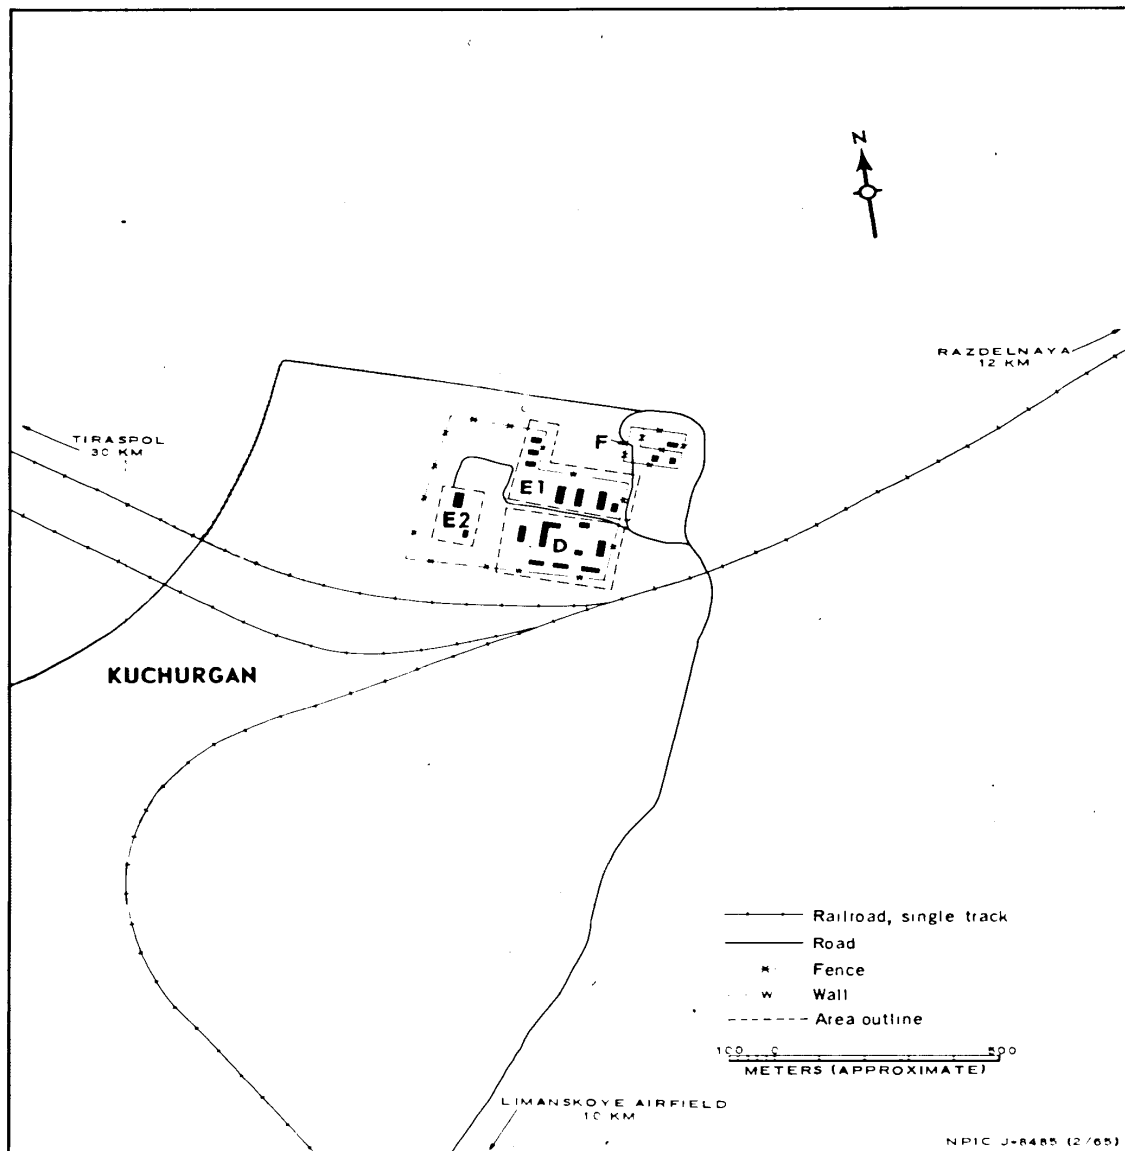 N
RAZDELNAYA
12 KM
TIRASPOL
30 KM
F
E1
E2
D
KUCHURGAN
Railroad, single track
Road
Fence
Wall
Area outline
100 0 500
METERS (APPROXIMATE)
LIMANSKOYE AIRFIELD
10 KM
NPIC J-8485 (2/65)